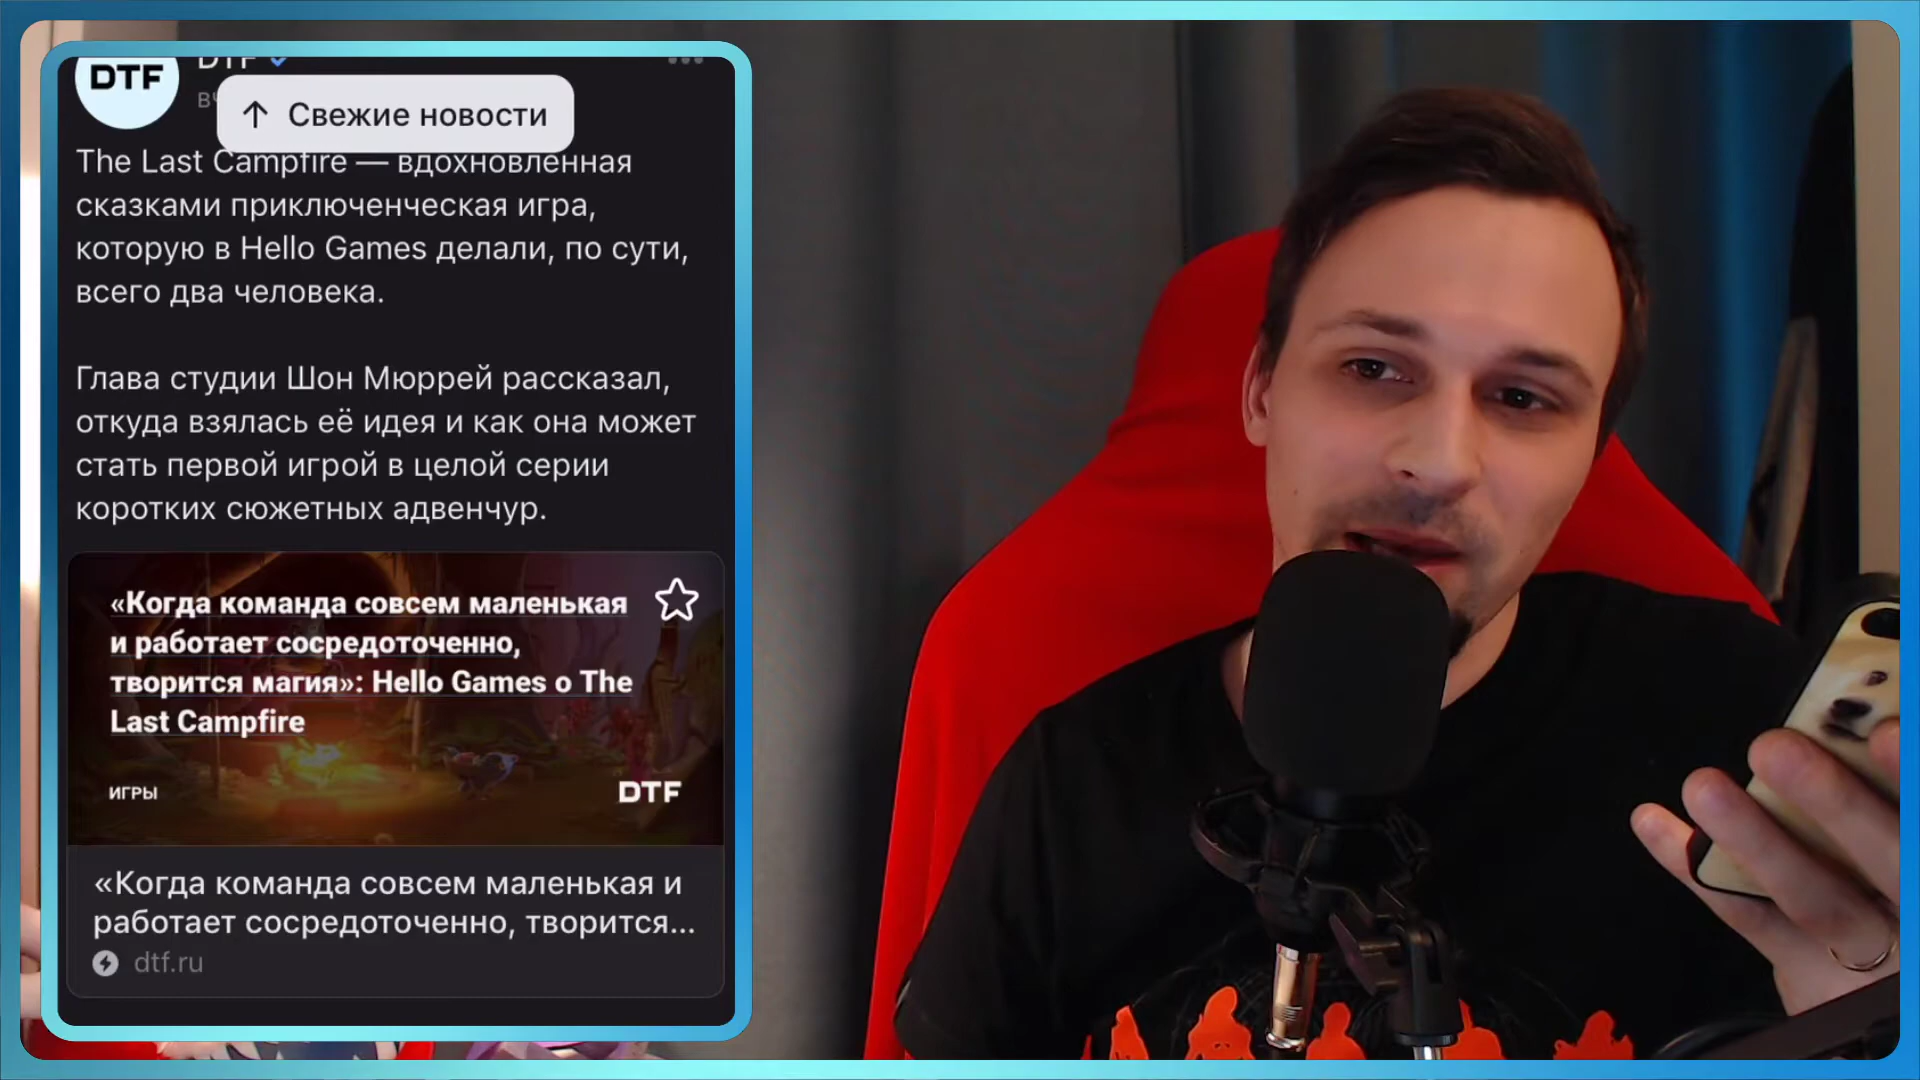 DTF
DTF
Свежие новости
The Last Campfire — вдохновлённая
сказками приключенческая игра,
которую в Hello Games делали, по сути,
всего два человека.
Глава студии Шон Мюррей рассказал,
откуда взялась её идея и как она может
стать первой игрой в целой серии
коротких сюжетных адвенчур.
«Когда команда совсем маленькая
и работает сосредоточенно,
творится магия»: Hello Games о The
Last Campfire
ИГРЫ
DTF
«Когда команда совсем маленькая и
работает сосредоточенно, творится...
dtf.ru